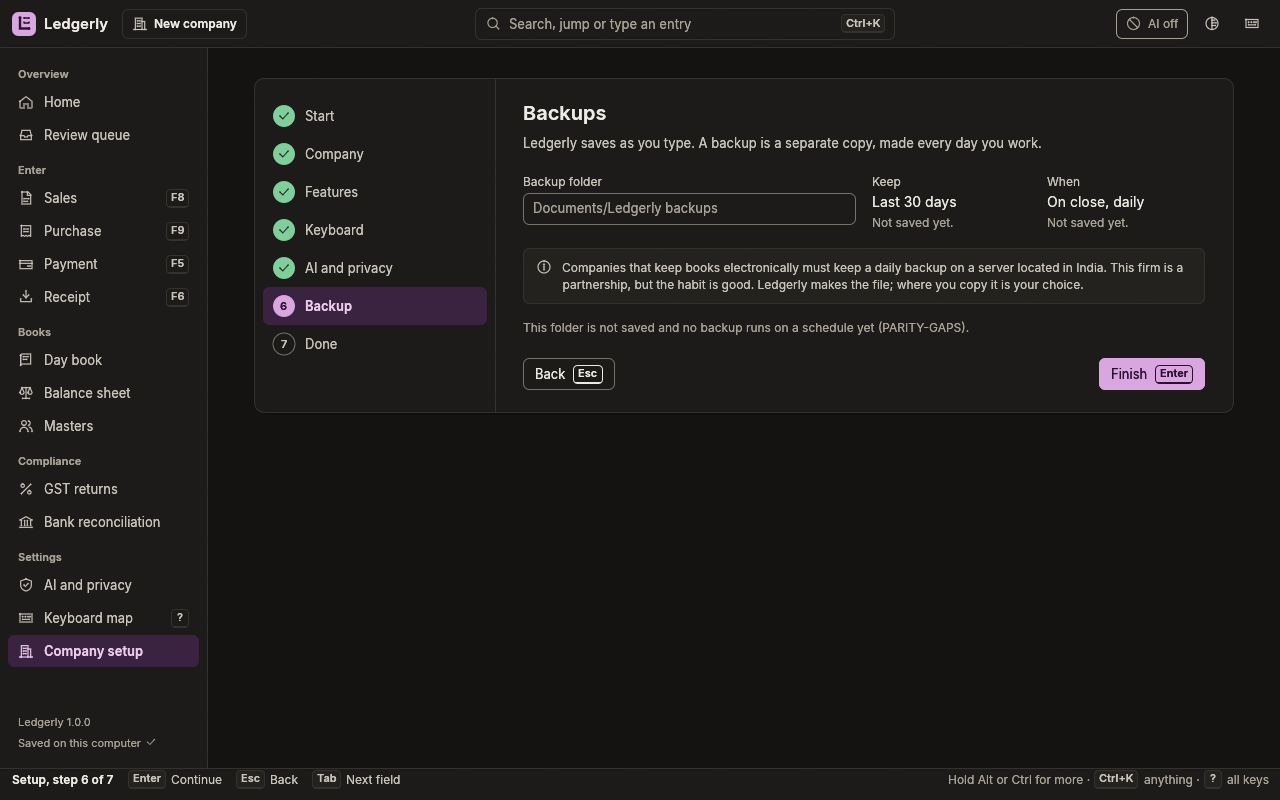 Ledgerly
New company
Search, jump or type an entry
Ctrl+K
AI off
Overview
Home
Review queue
Enter
Sales F8
Purchase F9
Payment F5
Receipt F6
Books
Day book
Balance sheet
Masters
Compliance
GST returns
Bank reconciliation
Settings
AI and privacy
Keyboard map ?
Company setup
Ledgerly 1.0.0
Saved on this computer
Start
Company
Features
Keyboard
AI and privacy
6 Backup
7 Done
Backups
Ledgerly saves as you type. A backup is a separate copy, made every day you work.
Backup folder
Documents/Ledgerly backups
Keep
Last 30 days
Not saved yet.
When
On close, daily
Not saved yet.
Companies that keep books electronically must keep a daily backup on a server located in India. This firm is a
partnership, but the habit is good. Ledgerly makes the file; where you copy it is your choice.
This folder is not saved and no backup runs on a schedule yet (PARITY-GAPS).
Back Esc
Finish Enter
Setup, step 6 of 7 Enter Continue Esc Back Tab Next field
Hold Alt or Ctrl for more · Ctrl+K anything · ? all keys